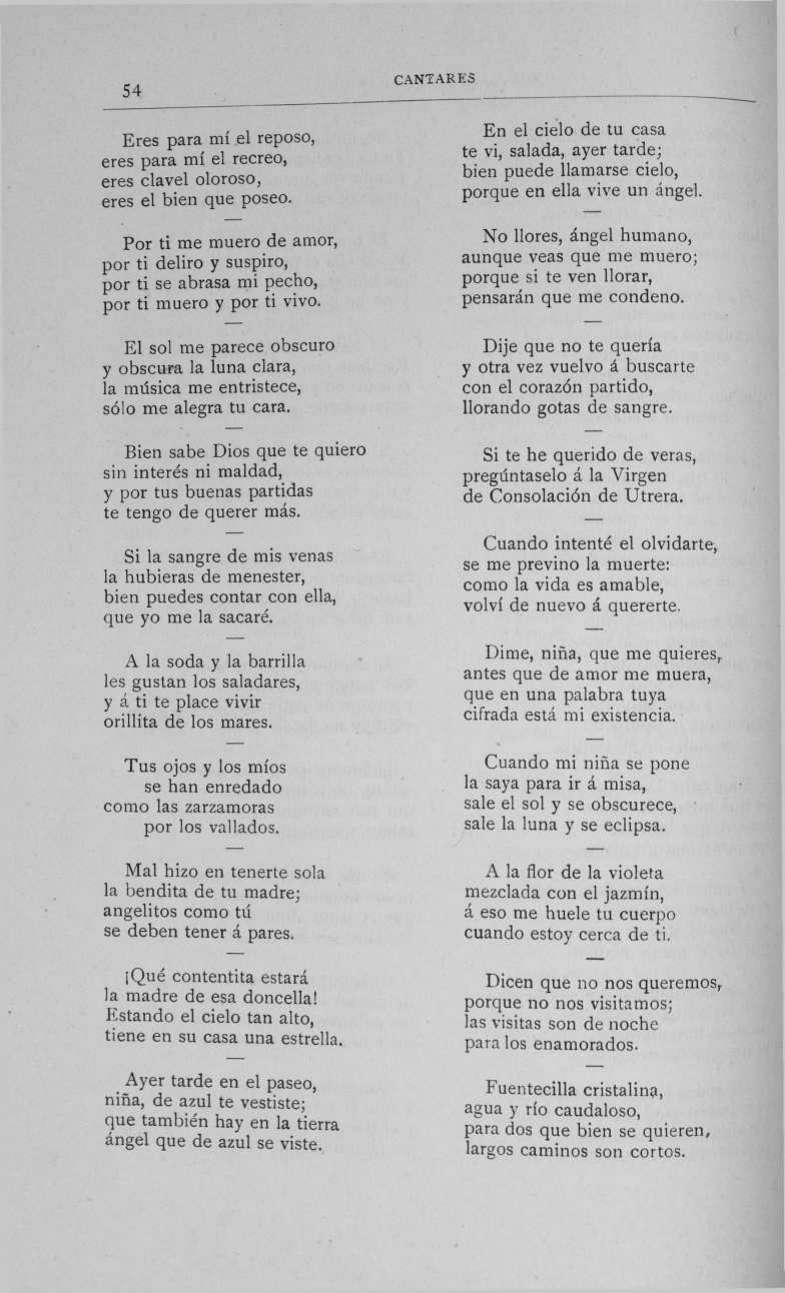 54
CANTARES
Eres para mí el reposo,
eres para mí el recreo,
eres clavel oloroso,
eres el bien que poseo.
Por ti me muero de amor,
por ti deliro y suspiro,
por ti se abrasa mi pecho,
por ti muero y por ti vivo.
El sol me parece obscuro
y obscura la luna clara,
la música me entristece,
sólo me alegra tu cara.
Bien sabe Dios que te quiero
sin interés ni maldad,
y por tus buenas partidas
te tengo de querer más.
Si la sangre de mis venas
la hubieras de menester,
bien puedes contar con ella,
que yo me la sacaré.
A la soda y la barrilla
les gustan los saladares,
y á ti te place vivir
orillita de los mares.
Tus ojos y los míos
se han enredado
como las zarzamoras
por los vallados.
Mal hizo en tenerte sola
la bendita de tu madre;
angelitos como tú
se deben tener á pares.
¡Qué contentita estará
la madre de esa doncella!
Estando el cielo tan alto,
tiene en su casa una estrella.
Ayer tarde en el paseo,
niña, de azul te vestiste;
que también hay en la tierra
ángel que de azul se viste.
En el cielo de tu casa
te vi, salada, ayer tarde;
bien puede llamarse cielo,
porque en ella vive un ángel.
No llores, ángel humano,
aunque veas que me muero;
porque si te ven llorar,
pensarán que me condeno.
Dije que no te quería
y otra vez vuelvo á buscarte
con el corazón partido,
llorando gotas de sangre.
Si te he querido de veras,
pregúntaselo á la Virgen
de Consolación de Utrera.
Cuando intenté el olvidarte,
se me previno la muerte:
como la vida es amable,
volví de nuevo á quererte.
Dime, niña, que me quieres,
antes que de amor me muera,
que en una palabra tuya
cifrada está mi existencia.
Cuando mi niña se pone
la saya para ir á misa,
sale el sol y se obscurece,
sale la luna y se eclipsa.
A la flor de la violeta
mezclada con el jazmín,
á eso me huele tu cuerpo
cuando estoy cerca de ti.
Dicen que no nos queremos,
porque no nos visitamos;
las visitas son de noche
para los enamorados.
Fuentecilla cristalina,
agua y río caudaloso,
para dos que bien se quieren,
largos caminos son cortos.